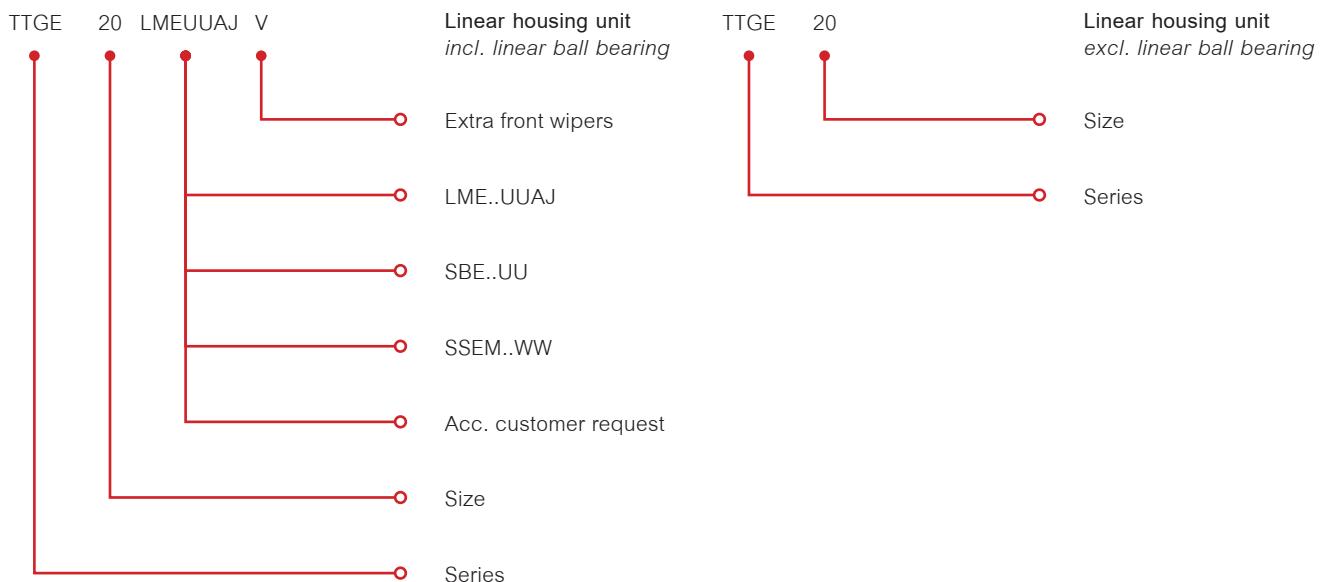 TTGE 20 LMEUUAJ V
Linear housing unit
incl. linear ball bearing
Extra front wipers
LME..UUAJ
SBE..UU
SSEM..WW
Acc. customer request
Size
Series
TTGE 20
Linear housing unit
excl. linear ball bearing
Size
Series